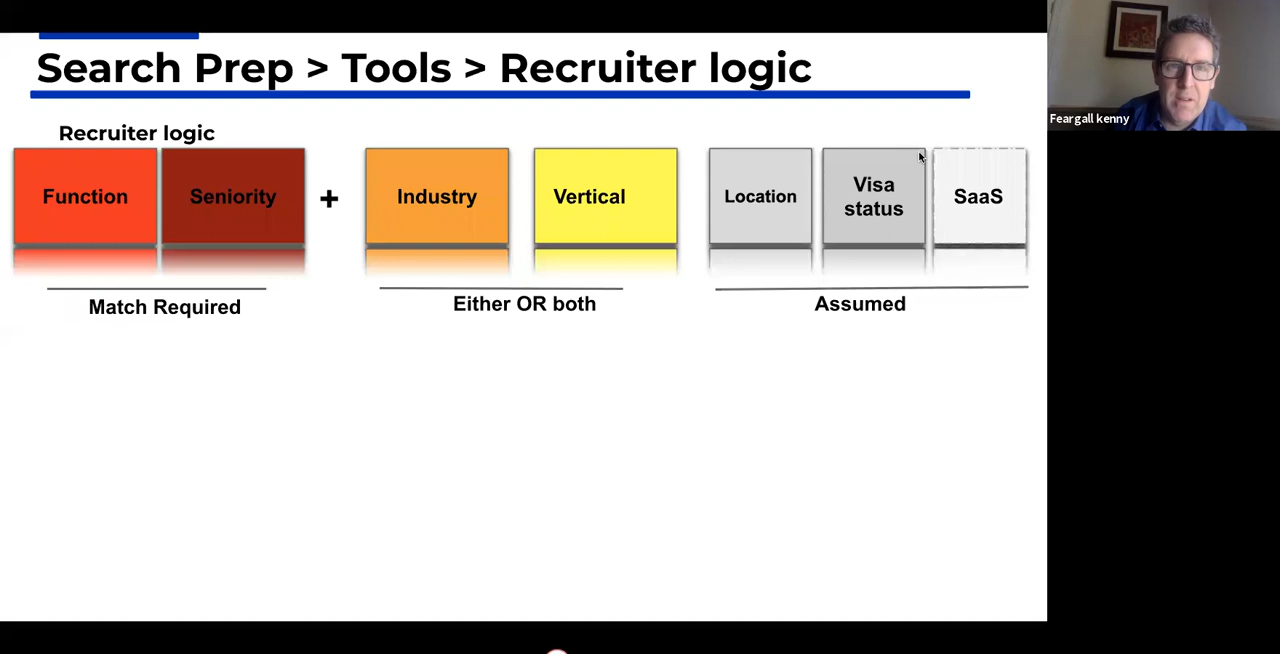 Search Prep > Tools > Recruiter logic
Feargall kenny
Recruiter logic
Function
Seniority
+
Industry
Vertical
Location
Visa
status
SaaS
Match Required
Either OR both
Assumed